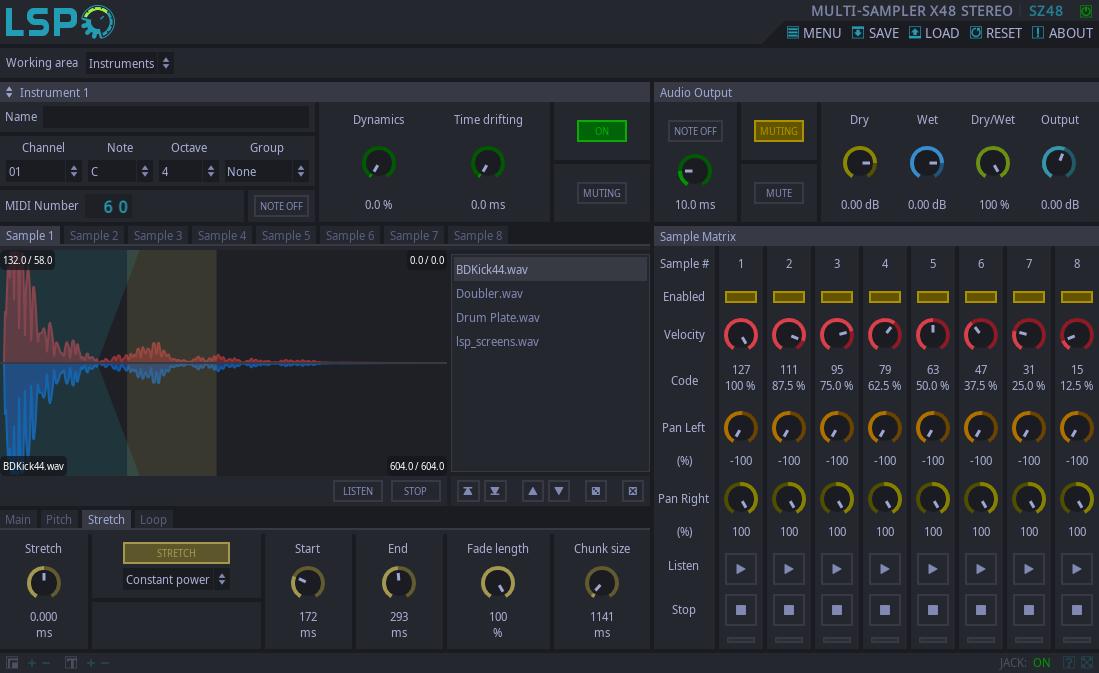 LSP
MULTI-SAMPLER X48 STEREO SZ48
MENU SAVE LOAD RESET ABOUT
Working area Instruments
Instrument 1
Name
Channel Note Octave Group
01 C 4 None
MIDI Number 60 NOTE OFF
Dynamics Time drifting
0.0 % 0.0 ms
ON
MUTING
Audio Output
NOTE OFF
10.0 ms
MUTING
MUTE
Dry Wet Dry/Wet Output
0.00 dB 0.00 dB 100 % 0.00 dB
Sample 1 Sample 2 Sample 3 Sample 4 Sample 5 Sample 6 Sample 7 Sample 8
132.0 / 58.0 0.0 / 0.0
BDKick44.wav 604.0 / 604.0
BDKick44.wav
Doubler.wav
Drum Plate.wav
lsp_screens.wav
LISTEN STOP
Main Pitch Stretch Loop
Stretch
0.000
ms
STRETCH
Constant power
Start End Fade length Chunk size
172 293 100 1141
ms ms % ms
Sample Matrix
Sample # 1 2 3 4 5 6 7 8
Enabled
Velocity
Code
127 111 95 79 63 47 31 15
100 % 87.5 % 75.0 % 62.5 % 50.0 % 37.5 % 25.0 % 12.5 %
Pan Left
(%) -100 -100 -100 -100 -100 -100 -100 -100
Pan Right
(%) 100 100 100 100 100 100 100 100
Listen
Stop
JACK: ON ?